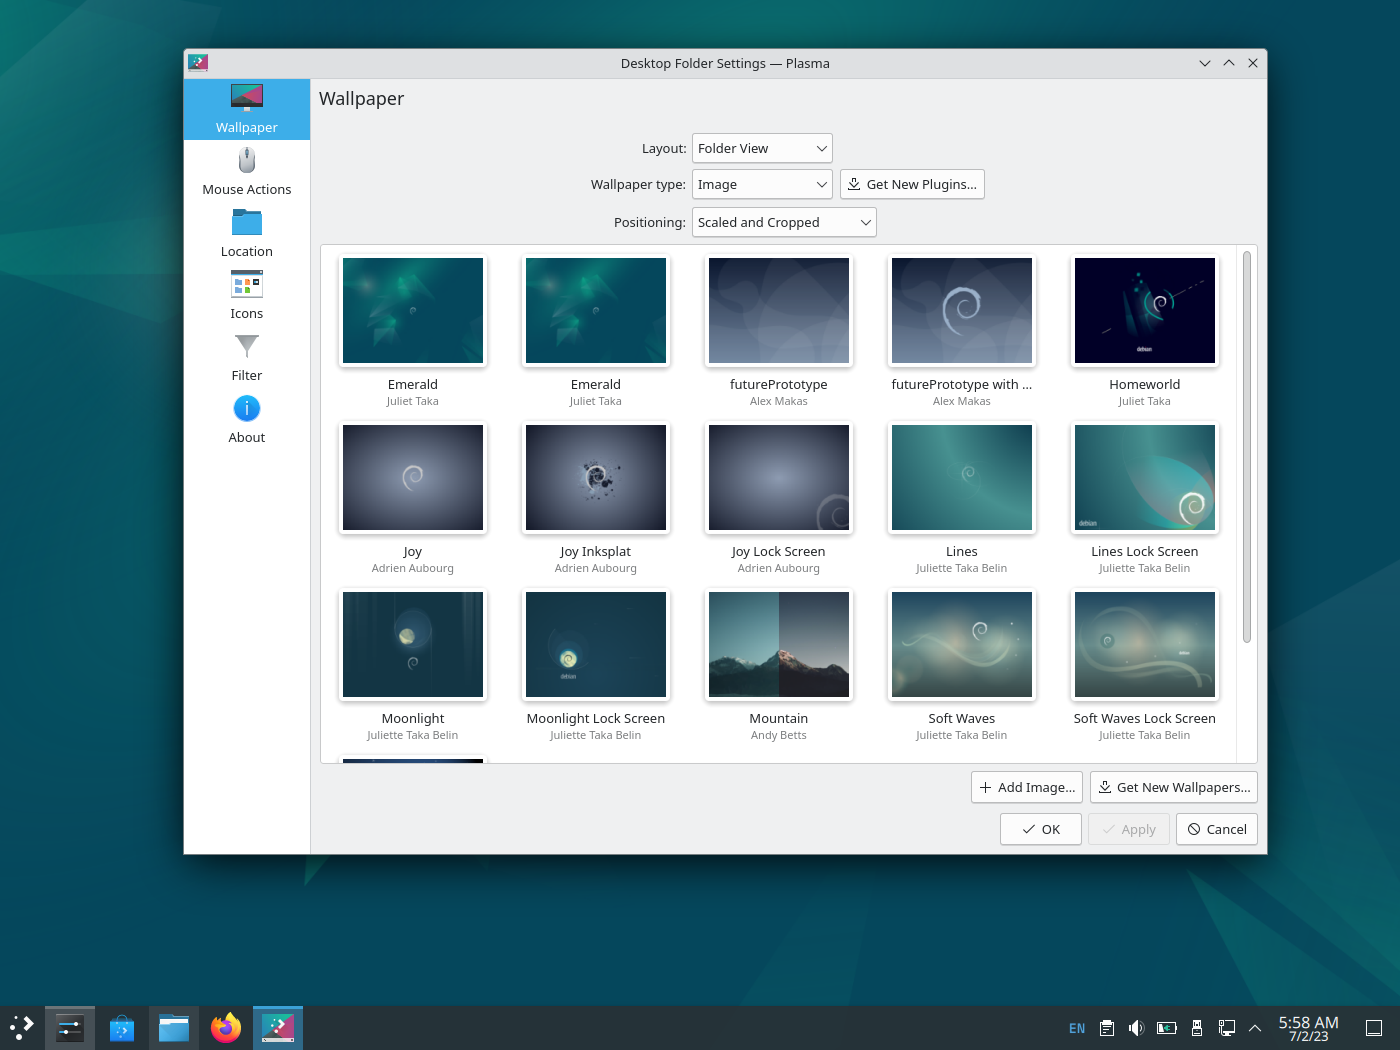 Desktop Folder Settings — Plasma
Wallpaper
Wallpaper
Mouse Actions
Location
Icons
Filter
About
Layout: Folder View
Wallpaper type: Image Get New Plugins...
Positioning: Scaled and Cropped
Emerald Emerald futurePrototype futurePrototype with ... Homeworld
Juliet Taka Juliet Taka Alex Makas Alex Makas Juliet Taka
debian
Joy Joy Inksplat Joy Lock Screen Lines Lines Lock Screen
Adrien Aubourg Adrien Aubourg Adrien Aubourg Juliette Taka Belin Juliette Taka Belin
debian
Moonlight Moonlight Lock Screen Mountain Soft Waves Soft Waves Lock Screen
Juliette Taka Belin Juliette Taka Belin Andy Betts Juliette Taka Belin Juliette Taka Belin
debian
Add Image... Get New Wallpapers...
OK Apply Cancel
EN 5:58 AM
7/2/23